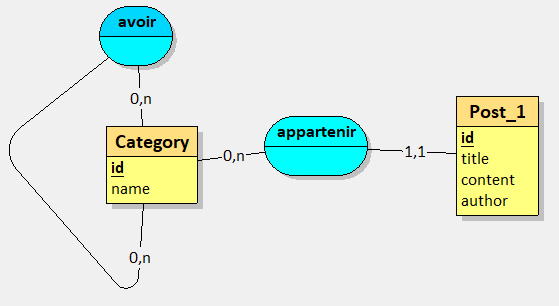 avoir
0,n
Category
id
name
0,n
appartenir
0,n
1,1
Post_1
id
title
content
author